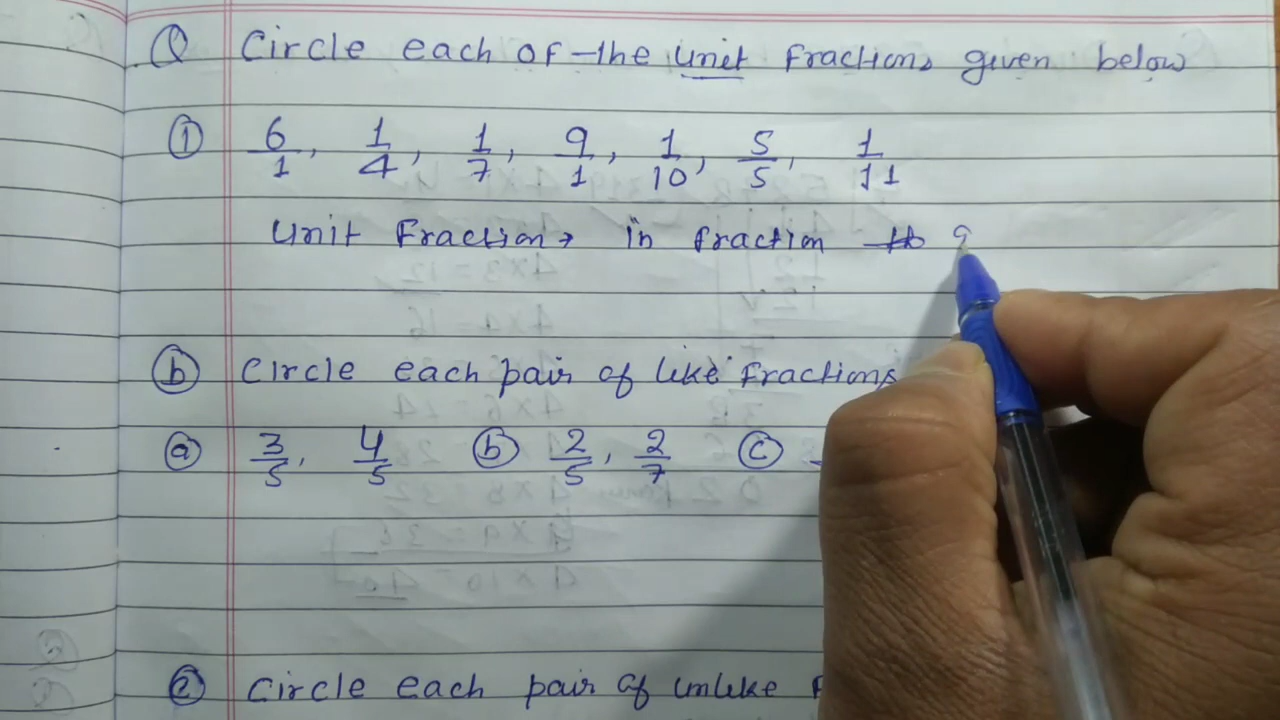 Q Circle each of the unit fractions given below
① 6/1, 1/4, 1/7, 9/1, 1/10, 5/5, 1/11
Unit Fraction → in fraction
ⓑ Circle each pair of like fractions
ⓐ 3/5, 4/5 ⓑ 2/5, 2/7 ⓒ
ⓒ Circle each pair of unlike